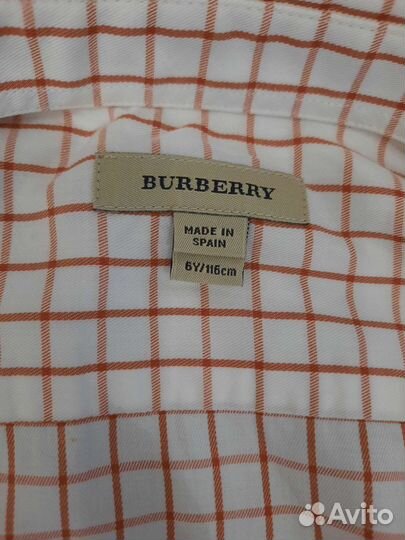 BURBERRY
MADE IN
SPAIN
6Y/116cm
Avito